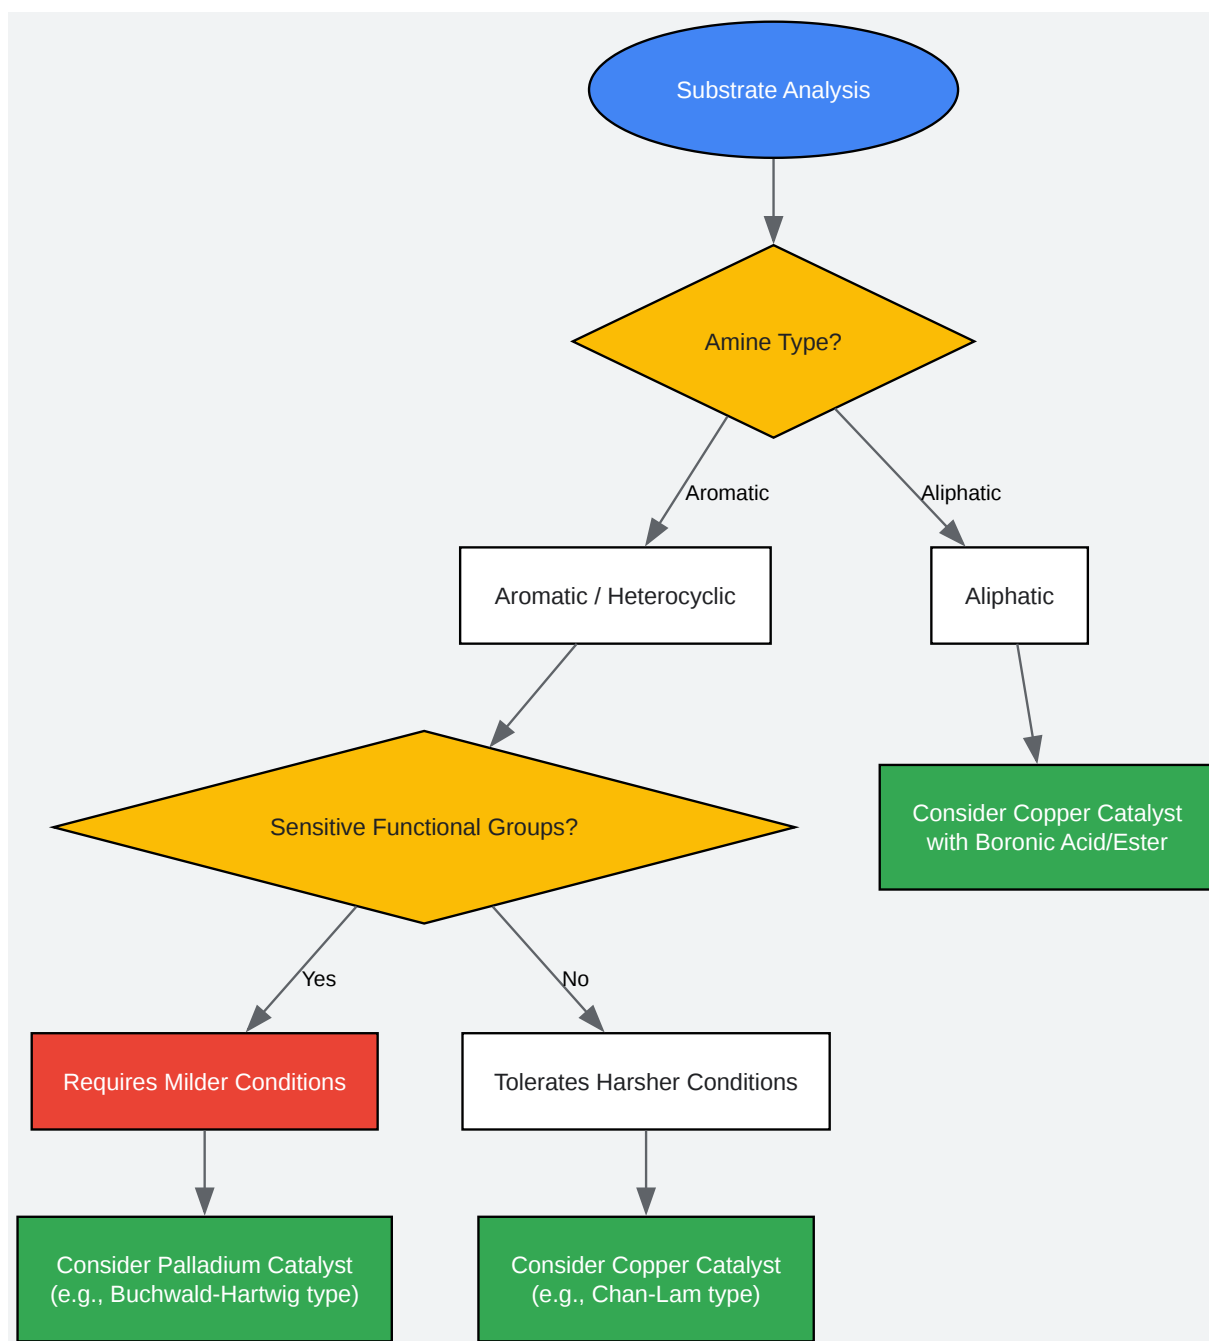 Substrate Analysis
Amine Type?
Aromatic
Aliphatic
Aromatic / Heterocyclic
Aliphatic
Sensitive Functional Groups?
Consider Copper Catalyst
with Boronic Acid/Ester
Yes
No
Requires Milder Conditions
Tolerates Harsher Conditions
Consider Palladium Catalyst
(e.g., Buchwald-Hartwig type)
Consider Copper Catalyst
(e.g., Chan-Lam type)